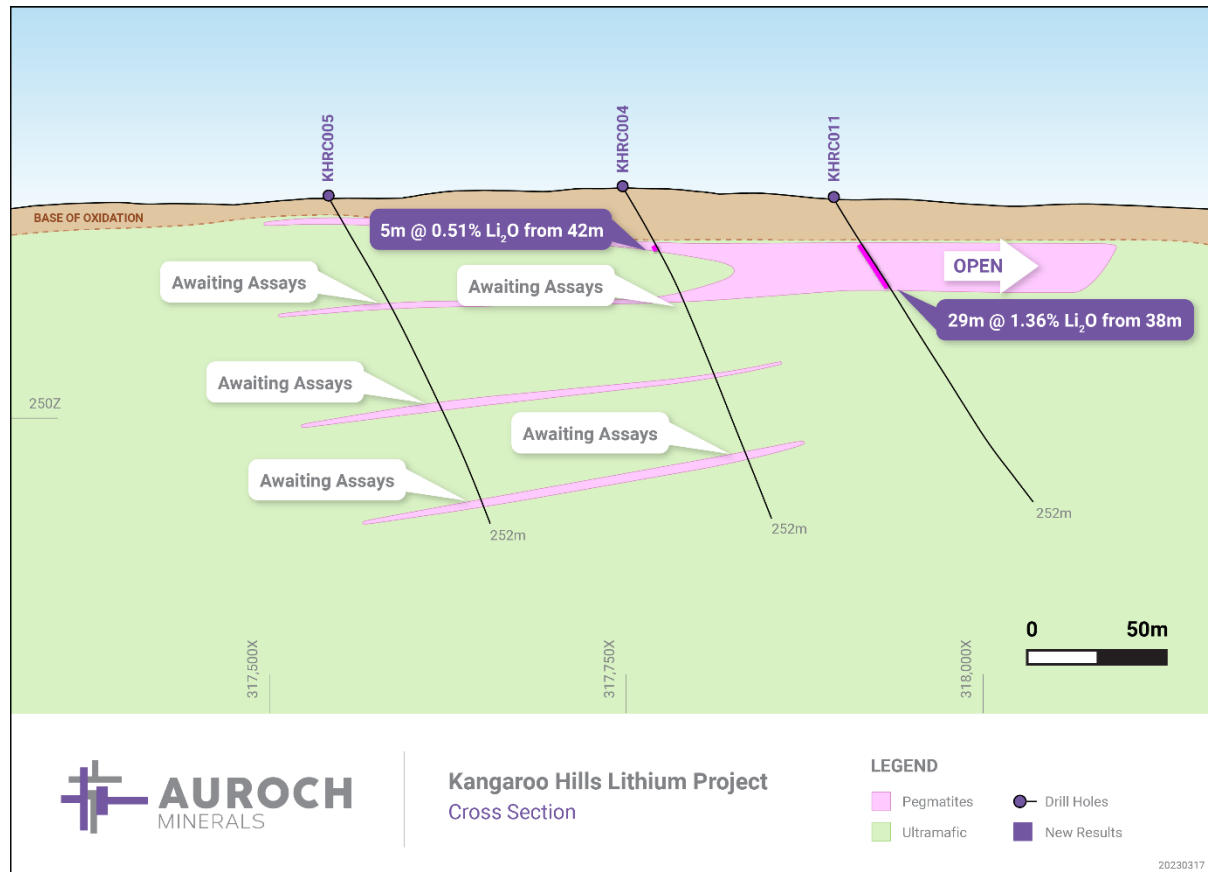 KHRC005
KHRC004
KHRC011
BASE OF OXIDATION
5m @ 0.51% Li₂O from 42m
Awaiting Assays
Awaiting Assays
OPEN
29m @ 1.36% Li₂O from 38m
Awaiting Assays
250Z
Awaiting Assays
Awaiting Assays
252m
252m
252m
0 50m
317,500X
317,750X
318,000X
AUROCH
MINERALS
Kangaroo Hills Lithium Project
Cross Section
LEGEND
Pegmatites
Drill Holes
Ultramafic
New Results
20230317